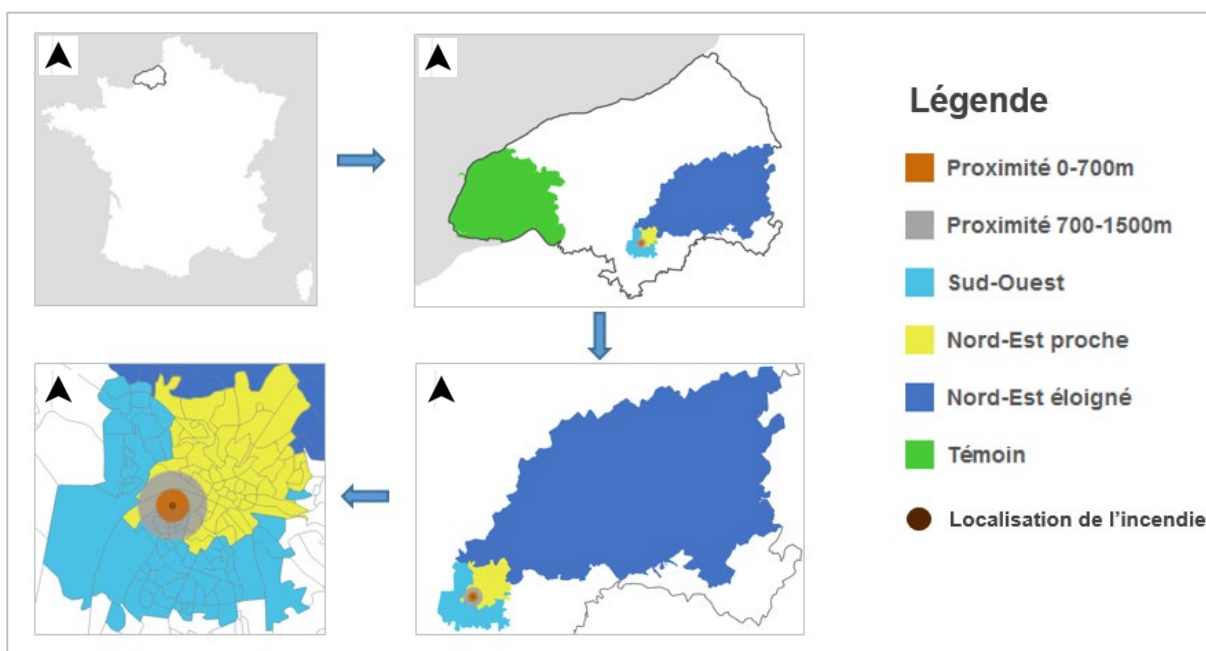 Légende
Proximité 0-700m
Proximité 700-1500m
Sud-Ouest
Nord-Est proche
Nord-Est éloigné
Témoin
Localisation de l'incendie